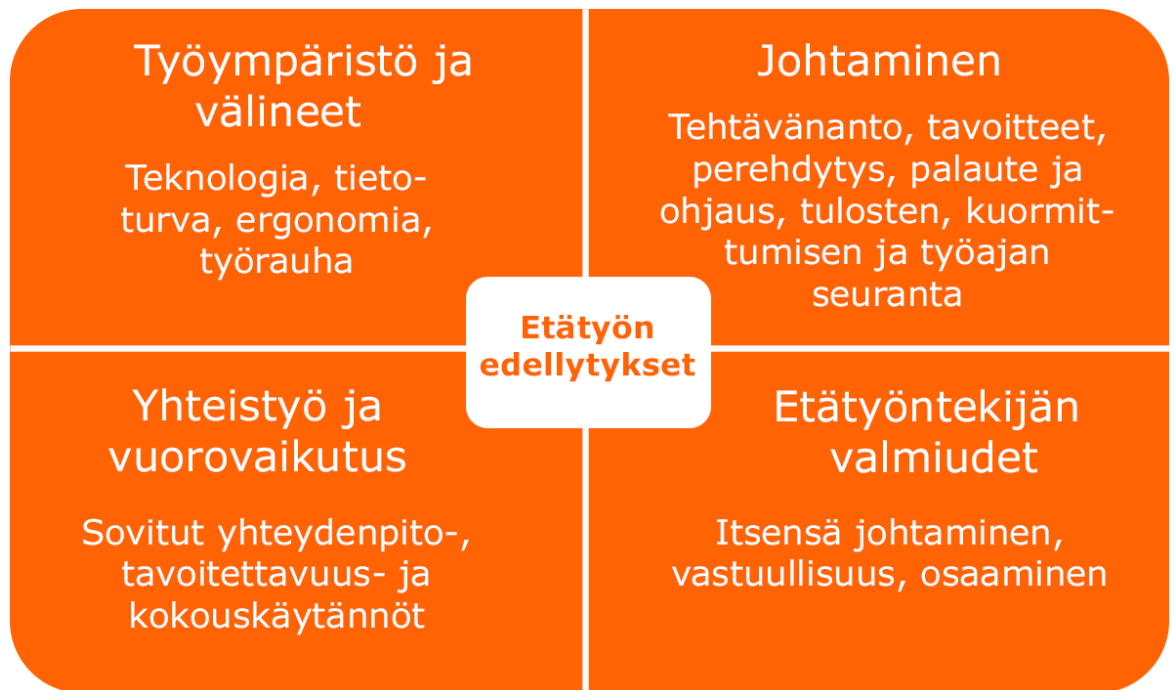 Työympäristö ja
välineet
Teknologia, tieto-
turva, ergonomia,
työrauha
Johtaminen
Tehtävänanto, tavoitteet,
perehdytys, palaute ja
ohjaus, tulosten, kuormit-
tumisen ja työajan
seuranta
Etätyön
edellytykset
Yhteistyö ja
vuorovaikutus
Sovitut yhteydenpito-,
tavoitettavuus- ja
kokouskäytännöt
Etätyöntekijän
valmiudet
Itsensä johtaminen,
vastuullisuus, osaaminen